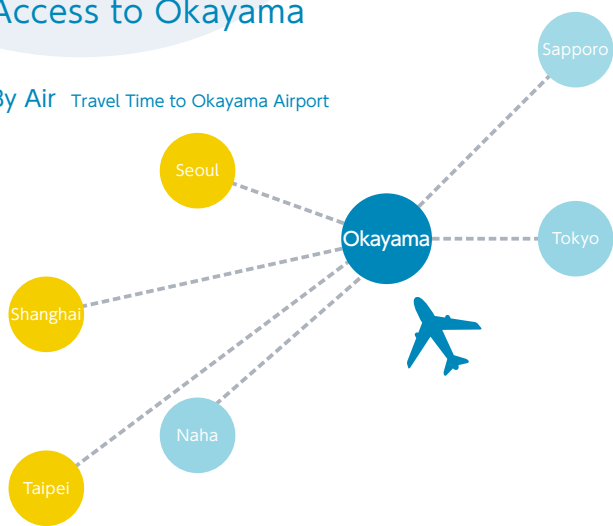 Access to Okayama
By Air Travel Time to Okayama Airport
Sapporo
Seoul
Okayama
Tokyo
Shanghai
Naha
Taipei